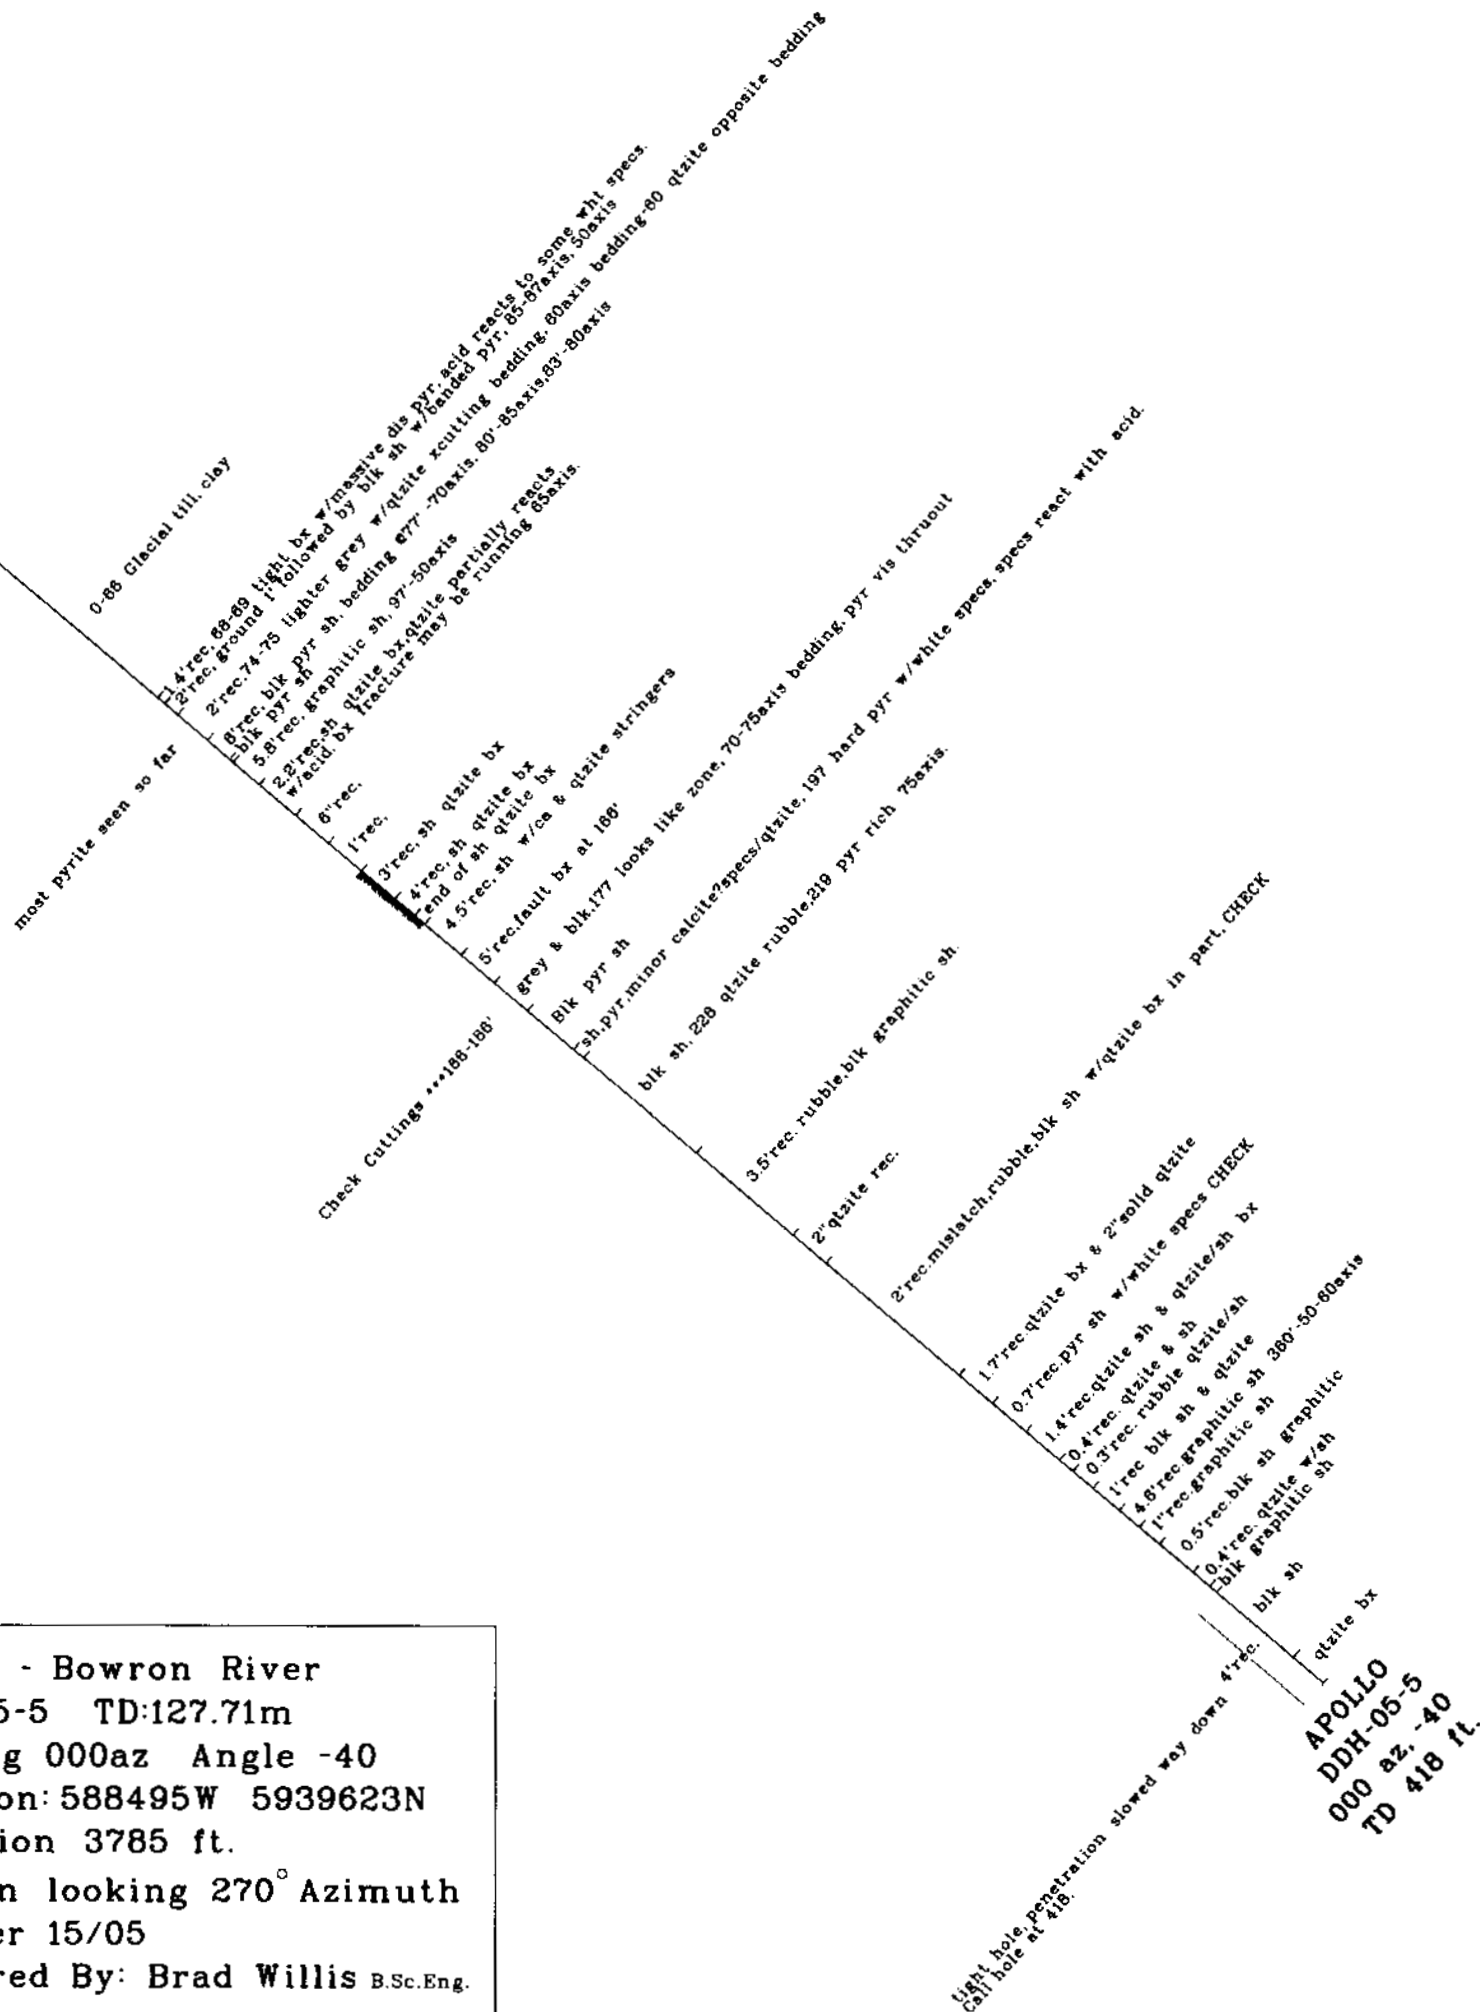 0-66 Glacial till, clay
1.4'rec, 68-69 tight bx w/massive dis pyr, acid reacts to some wht specs.
2'rec, ground 1' followed by blk sh w/banded pyr, 85-87axis, 50axis
2'rec.74-75 lighter grey w/qtzite xcutting bedding, 60axis bedding-60 qtzite opposite bedding
6'rec, blk pyr sh, bedding @77'-70axis, 80'-85axis,83'-80axis
blk pyr sh
5.8'rec, graphitic sh, 97'-50axis
2.2'rec,sh qtzite bx,qtzite partially reacts
w/acid, bx fracture may be running 65axis.
most pyrite seen so far
6"rec,
1'rec,
3'rec, sh qtzite bx
4'rec, sh qtzite bx
end of sh qtzite bx
4.5'rec, sh w/ca & qtzite stringers
5'rec,fault bx at 166'
grey & blk,177 looks like zone, 70-75axis bedding, pyr vis thruout
Blk pyr sh
sh,pyr,minor calcite?specs/qtzite, 197 hard pyr w/white specs, specs react with acid.
Check Cuttings ***166-186'
blk sh, 226 qtzite rubble,219 pyr rich 75axis.
3.5'rec. rubble,blk graphitic sh.
2"qtzite rec.
2'rec.mislatch,rubble,blk sh w/qtzite bx in part, CHECK
1.7'rec.qtzite bx & 2"solid qtzite
0.7'rec.pyr sh w/white specs CHECK
1.4'rec.qtzite sh & qtzite/sh bx
0.4'rec. qtzite & sh
0.3'rec. rubble qtzite/sh
1'rec blk sh & qtzite
4.6'rec.graphitic sh 360'-50-60axis
1"rec.graphitic sh
0.5'rec.blk sh graphitic
0.4'rec. qtzite w/sh
blk graphitic sh
blk sh
qtzite bx
4'rec.
tight hole, penetration slowed way down
Call hole at 418.
APOLLO
DDH-05-5
000 az, -40
TD 418 ft.
- Bowron River
5-5 TD:127.71m
g 000az Angle -40
on: 588495W 5939623N
ion 3785 ft.
n looking 270° Azimuth
er 15/05
red By: Brad Willis B.Sc.Eng.